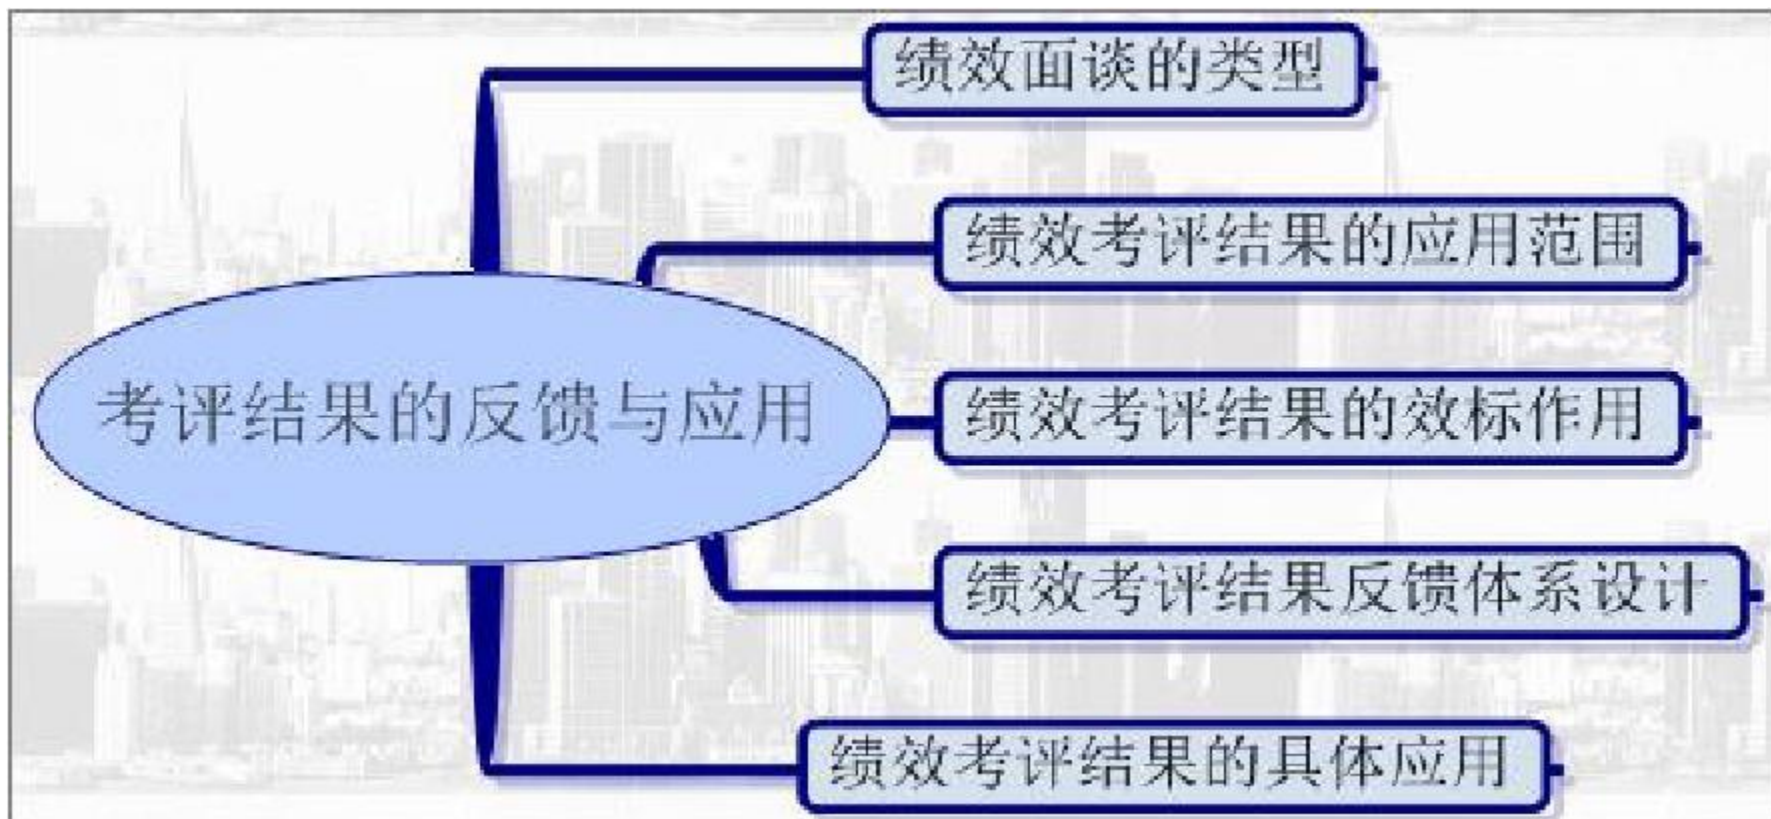 绩效面谈的类型
绩效考评结果的应用范围
考评结果的反馈与应用
绩效考评结果的效标作用
绩效考评结果反馈体系设计
绩效考评结果的具体应用